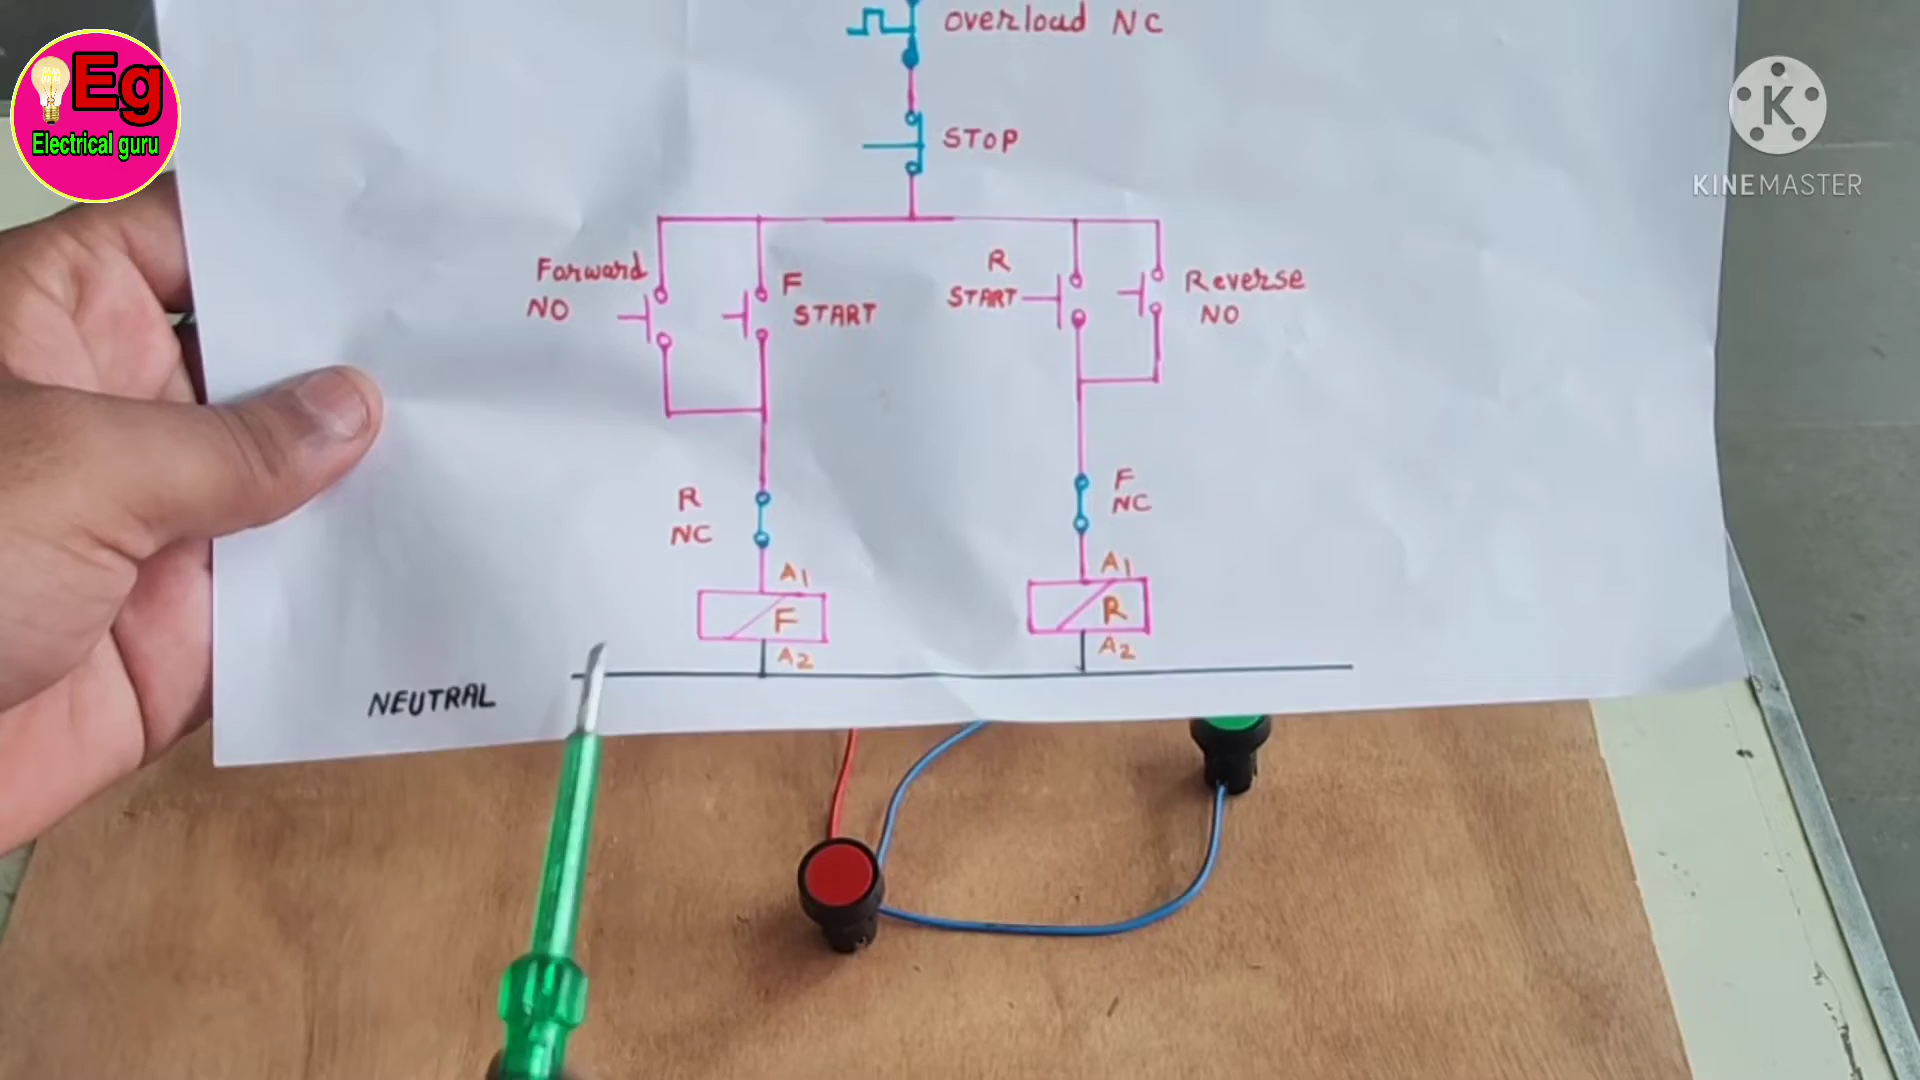 overload NC
Eg
Electrical guru
K
KINEMASTER
STOP
Forward
NO
F
START
R
START
Reverse
NO
R
NC
F
NC
A1
F
A2
A1
R
A2
NEUTRAL